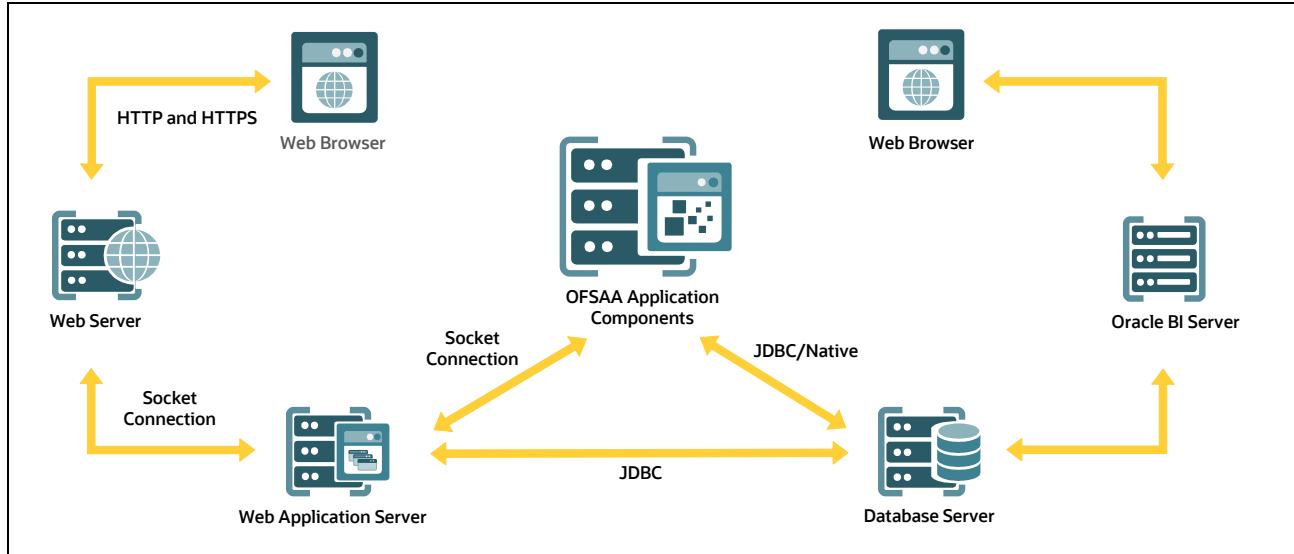 HTTP and HTTPS
Web Browser
Web Browser
OFSAA Application
Components
Web Server
Oracle BI Server
Socket
Connection
JDBC/Native
Socket
Connection
JDBC
Web Application Server
Database Server